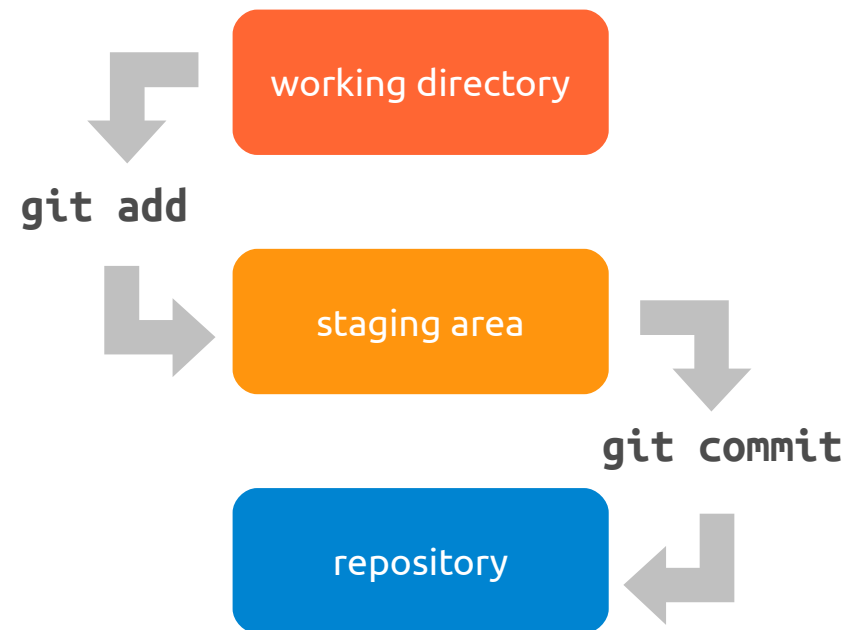 working directory
git add
staging area
git commit
repository